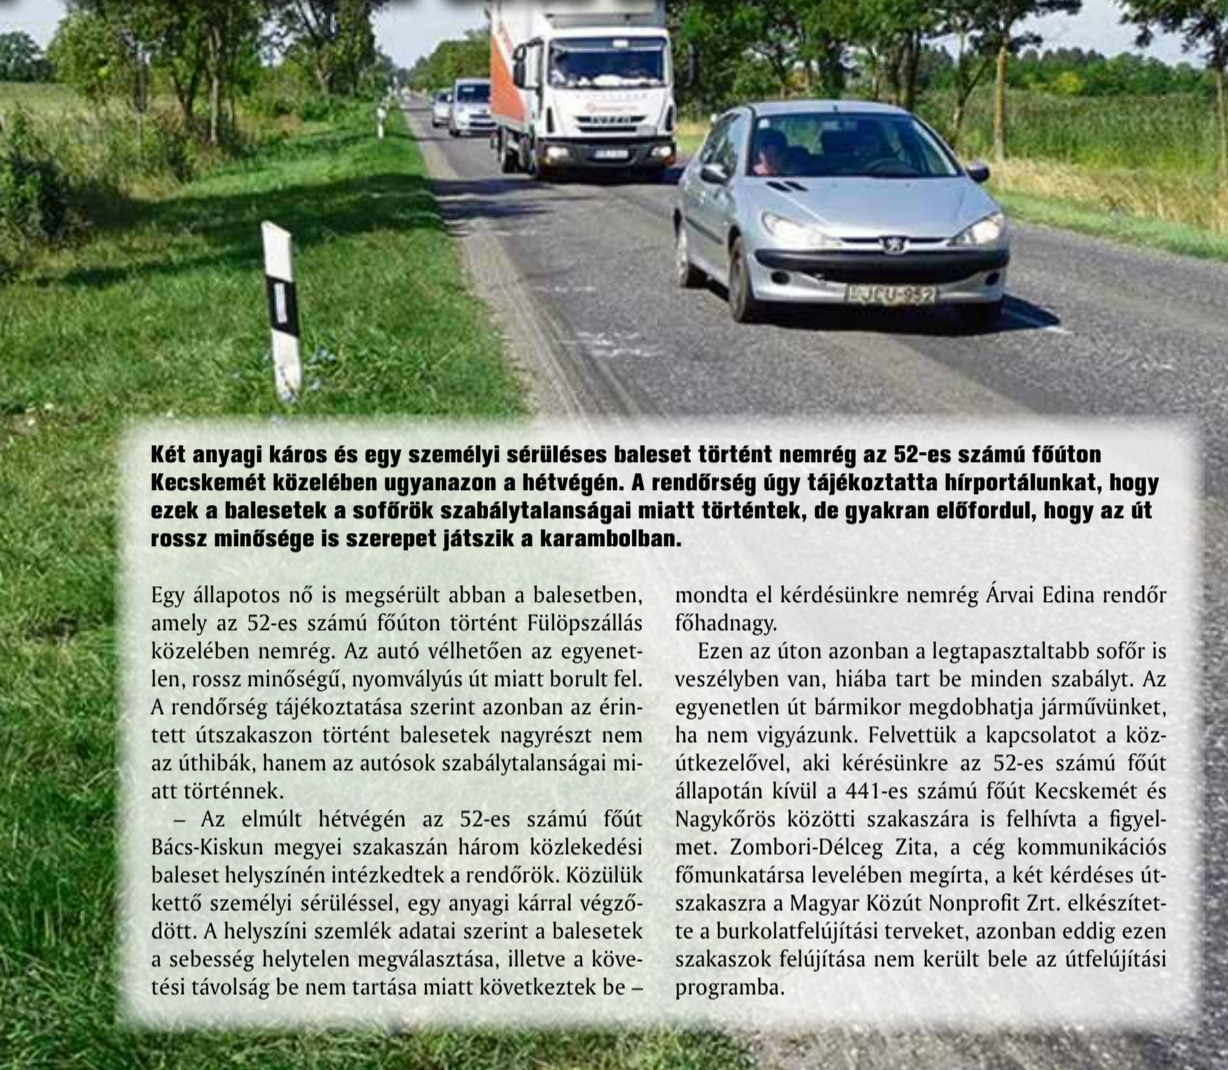 IVECO
JCU-952
Két anyagi káros és egy személyi sérüléses baleset történt nemrég az 52-es számú főúton
Kecskemét közelében ugyanazon a hétvégén. A rendőrség úgy tájékoztatta hírportálunkat, hogy
ezek a balesetek a sofőrök szabálytalanságai miatt történtek, de gyakran előfordul, hogy az út
rossz minősége is szerepet játszik a karambolban.
Egy állapotos nő is megsérült abban a balesetben,
amely az 52-es számú főúton történt Fülöpszállás
közelében nemrég. Az autó vélhetően az egyenet-
len, rossz minőségű, nyomvályús út miatt borult fel.
A rendőrség tájékoztatása szerint azonban az érin-
tett útszakaszon történt balesetek nagyrészt nem
az úthibák, hanem az autósok szabálytalanságai mi-
att történnek.
– Az elmúlt hétvégén az 52-es számú főút
Bács-Kiskun megyei szakaszán három közlekedési
baleset helyszínén intézkedtek a rendőrök. Közülük
kettő személyi sérüléssel, egy anyagi kárral végző-
dött. A helyszíni szemlék adatai szerint a balesetek
a sebesség helytelen megválasztása, illetve a köve-
tési távolság be nem tartása miatt következtek be –
mondta el kérdésünkre nemrég Árvai Edina rendőr
főhadnagy.
Ezen az úton azonban a legtapasztaltabb sofőr is
veszélyben van, hiába tart be minden szabályt. Az
egyenetlen út bármikor megdobhatja járművünket,
ha nem vigyázunk. Felvettük a kapcsolatot a köz-
útkezelővel, aki kérésünkre az 52-es számú főút
állapotán kívül a 441-es számú főút Kecskemét és
Nagykőrös közötti szakaszára is felhívta a figyel-
met. Zombori-Délceg Zita, a cég kommunikációs
főmunkatársa levelében megírta, a két kérdéses út-
szakaszra a Magyar Közút Nonprofit Zrt. elkészítet-
te a burkolatfelújítási terveket, azonban eddig ezen
szakaszok felújítása nem került bele az útfelújítási
programba.